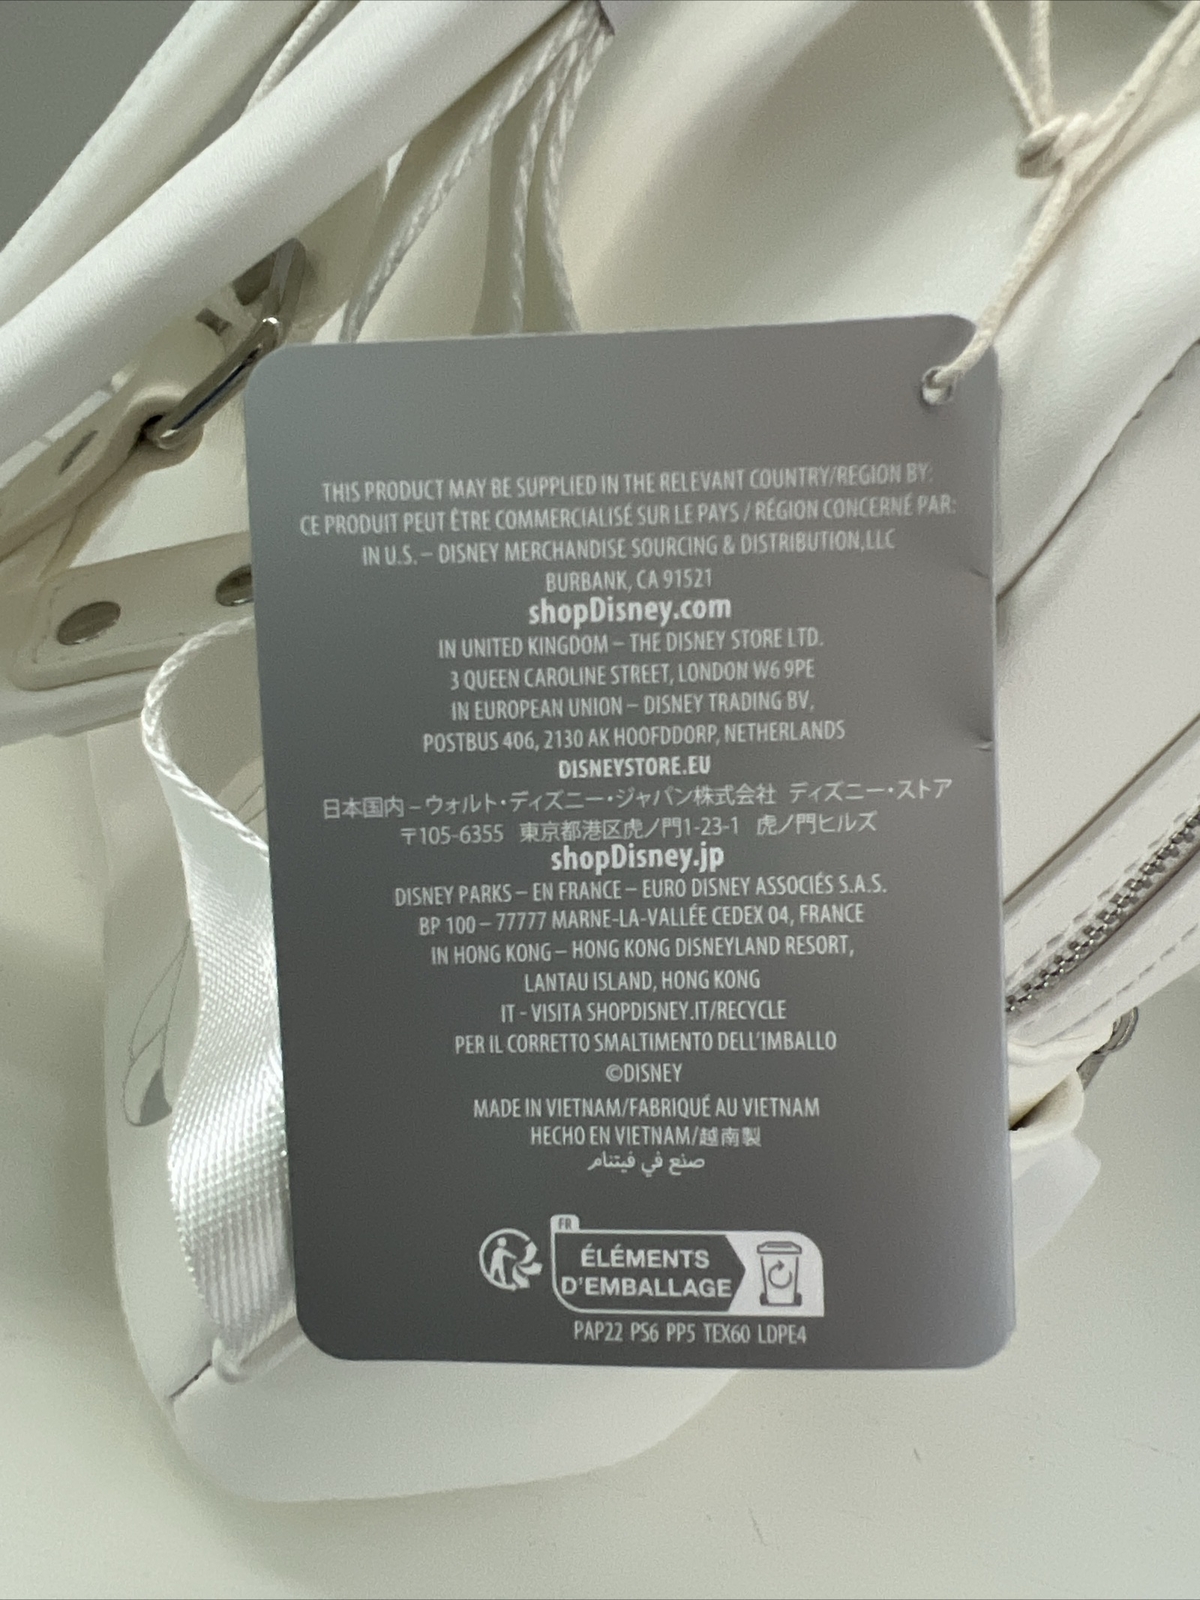 THIS PRODUCT MAY BE SUPPLIED IN THE RELEVANT COUNTRY/REGION BY:
CE PRODUIT PEUT ÊTRE COMMERCIALISÉ SUR LE PAYS / RÉGION CONCERNÉ PAR:
IN U.S. – DISNEY MERCHANDISE SOURCING & DISTRIBUTION,LLC
BURBANK, CA 91521
shopDisney.com
IN UNITED KINGDOM – THE DISNEY STORE LTD.
3 QUEEN CAROLINE STREET, LONDON W6 9PE
IN EUROPEAN UNION – DISNEY TRADING BV,
POSTBUS 406, 2130 AK HOOFDDORP, NETHERLANDS
DISNEYSTORE.EU
日本国内 – ウォルト・ディズニー・ジャパン株式会社 ディズニー・ストア
〒105-6355 東京都港区虎ノ門1-23-1 虎ノ門ヒルズ
shopDisney.jp
DISNEY PARKS – EN FRANCE – EURO DISNEY ASSOCIÉS S.A.S.
BP 100 – 77777 MARNE-LA-VALLÉE CEDEX 04, FRANCE
IN HONG KONG – HONG KONG DISNEYLAND RESORT,
LANTAU ISLAND, HONG KONG
IT - VISITA SHOPDISNEY.IT/RECYCLE
PER IL CORRETTO SMALTIMENTO DELL'IMBALLO
©DISNEY
MADE IN VIETNAM/FABRIQUÉ AU VIETNAM
HECHO EN VIETNAM/越南製
صنع في فيتنام
FR
ÉLÉMENTS
D'EMBALLAGE
PAP22 PS6 PP5 TEX60 LDPE4